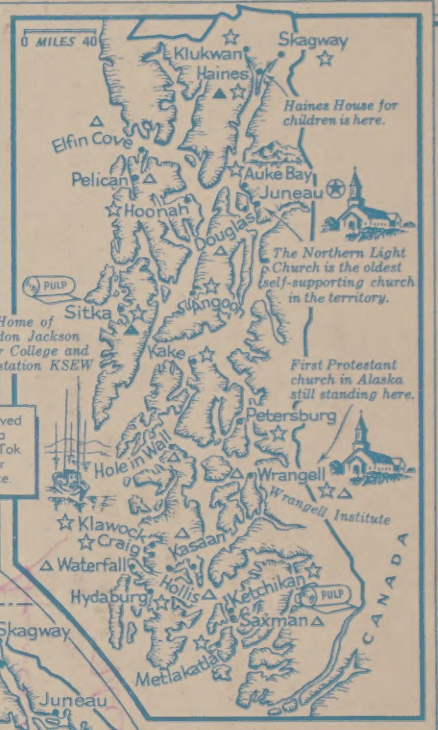 0 MILES 40
Klukwan
Skagway
Haines
Haines House for
children is here.
Elfin Cove
Pelican
Auke Bay
Juneau
Hoonah
Douglas
The Northern Light
Church is the oldest
self-supporting church
in the territory.
PULP
Sitka
Angoon
Home of
don Jackson
r College and
station KSEW
Kake
First Protestant
church in Alaska
still standing here.
Petersburg
ved
Tok
Hole in Wall
Wrangell
Wrangell Institute
Klawock
Craig
Kasaan
Waterfall
Hollis
Ketchikan
PULP
Hydaburg
Saxman
Metlakatla
CANADA
Skagway
Juneau